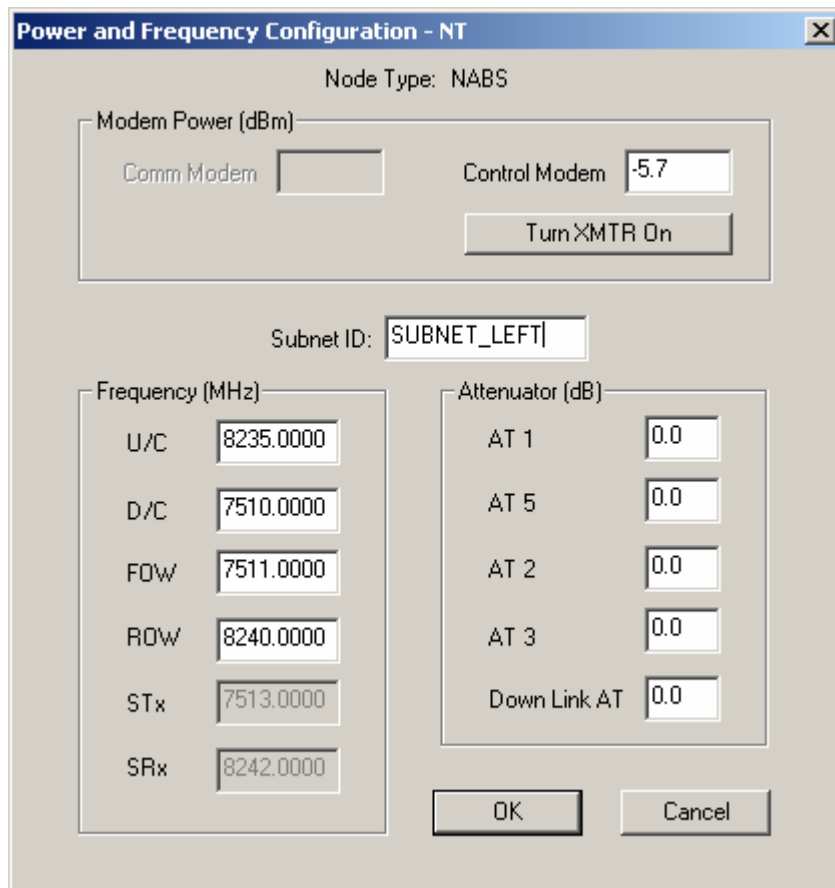 Power and Frequency Configuration - NT
Node Type: NABS
Modem Power (dBm)
Comm Modem
Control Modem -5.7
Turn XMTR On
Subnet ID: SUBNET_LEFT
Frequency (MHz)
U/C 8235.0000
D/C 7510.0000
FOW 7511.0000
ROW 8240.0000
STx 7513.0000
SRx 8242.0000
Attenuator (dB)
AT 1 0.0
AT 5 0.0
AT 2 0.0
AT 3 0.0
Down Link AT 0.0
OK
Cancel